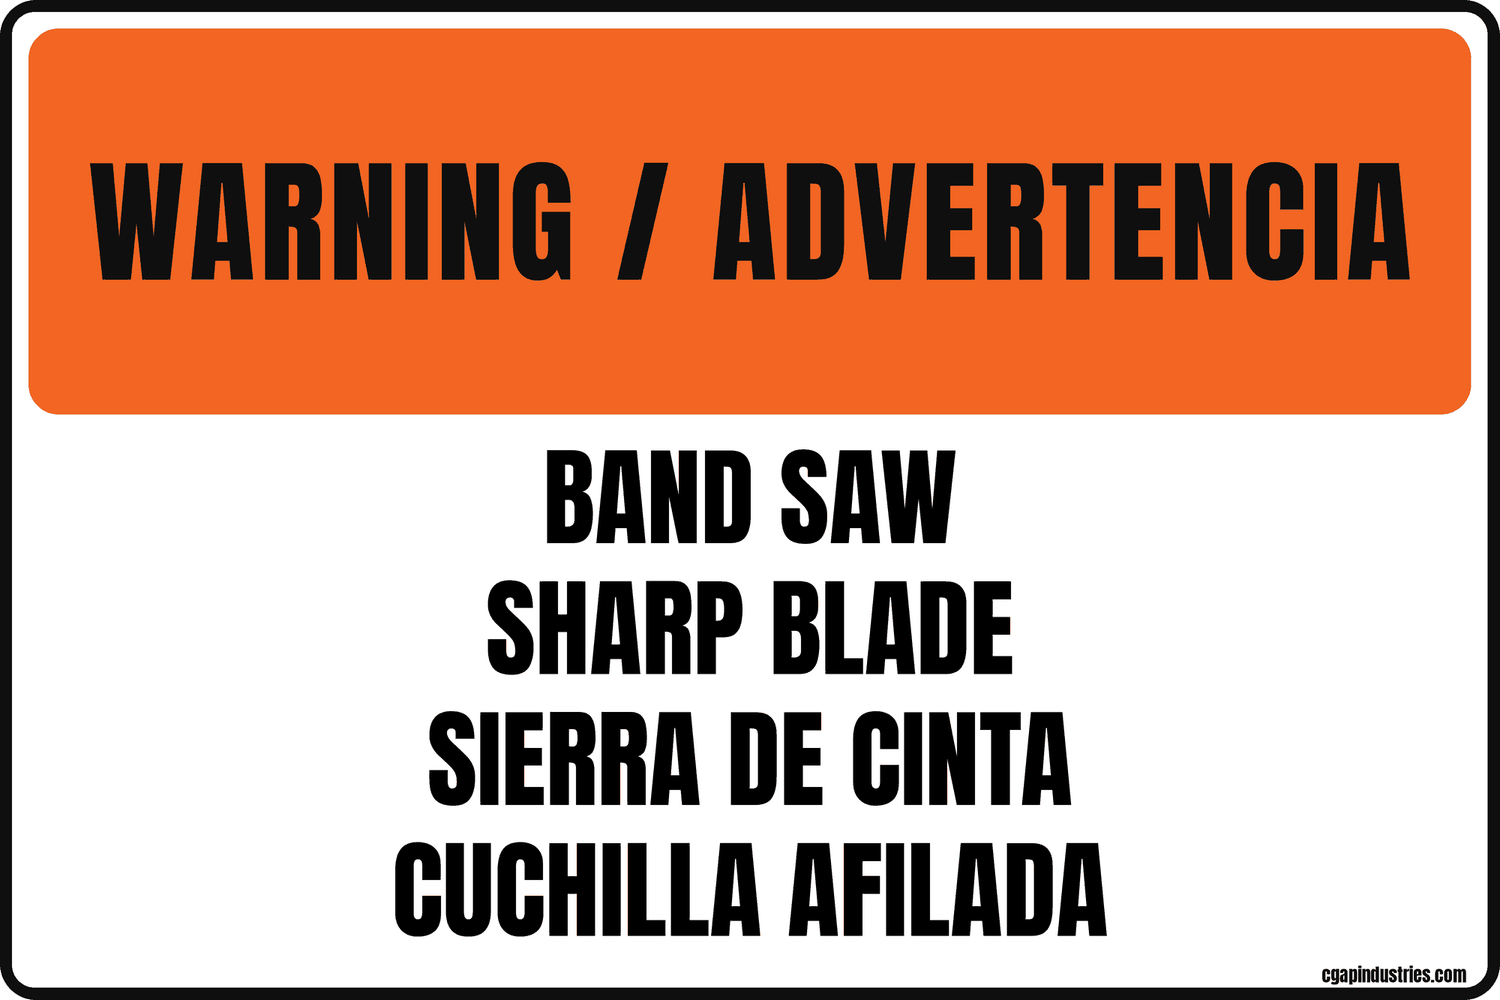 WARNING / ADVERTENCIA
BAND SAW
SHARP BLADE
SIERRA DE CINTA
CUCHILLA AFILADA
cgapindustries.com